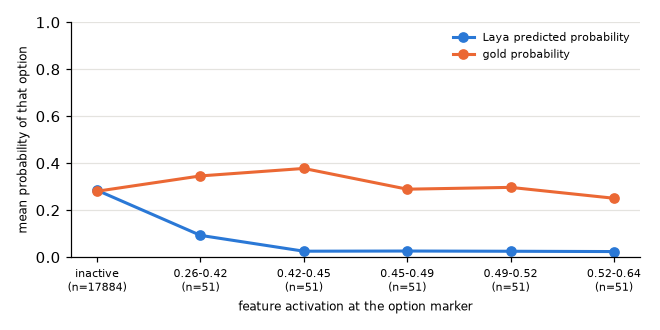 1.0
0.8
0.6
0.4
0.2
0.0
mean probability of that option
Laya predicted probability
gold probability
inactive
(n=17884)
0.26-0.42
(n=51)
0.42-0.45
(n=51)
0.45-0.49
(n=51)
0.49-0.52
(n=51)
0.52-0.64
(n=51)
feature activation at the option marker